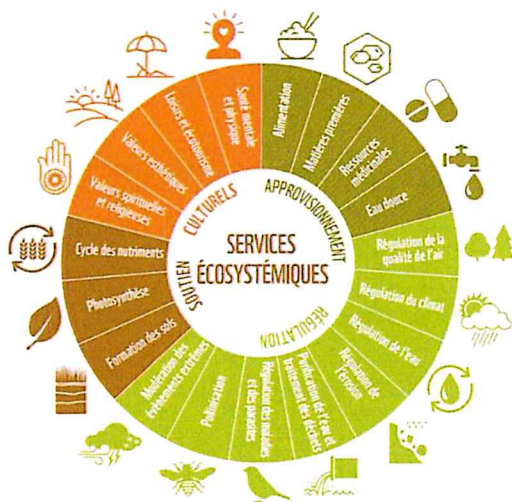 SERVICES
ÉCOSYSTÉMIQUES
APPROVISIONNEMENT
Alimentation
Matières premières
Ressources
médicinales
Eau douce
RÉGULATION
Régulation de la
qualité de l'air
Régulation du climat
Régulation de l'eau
Régulation de
l'érosion
Purification de l'eau et
traitement des déchets
Régulation des maladies
et des parasites
Pollinisation
Modération des
évènements extrêmes
SOUTIEN
Formation des sols
Photosynthèse
Cycle des nutriments
CULTURELS
Valeurs spirituelles
et religieuses
Valeurs esthétiques
Loisirs et écotourisme
Santé mentale
et physique